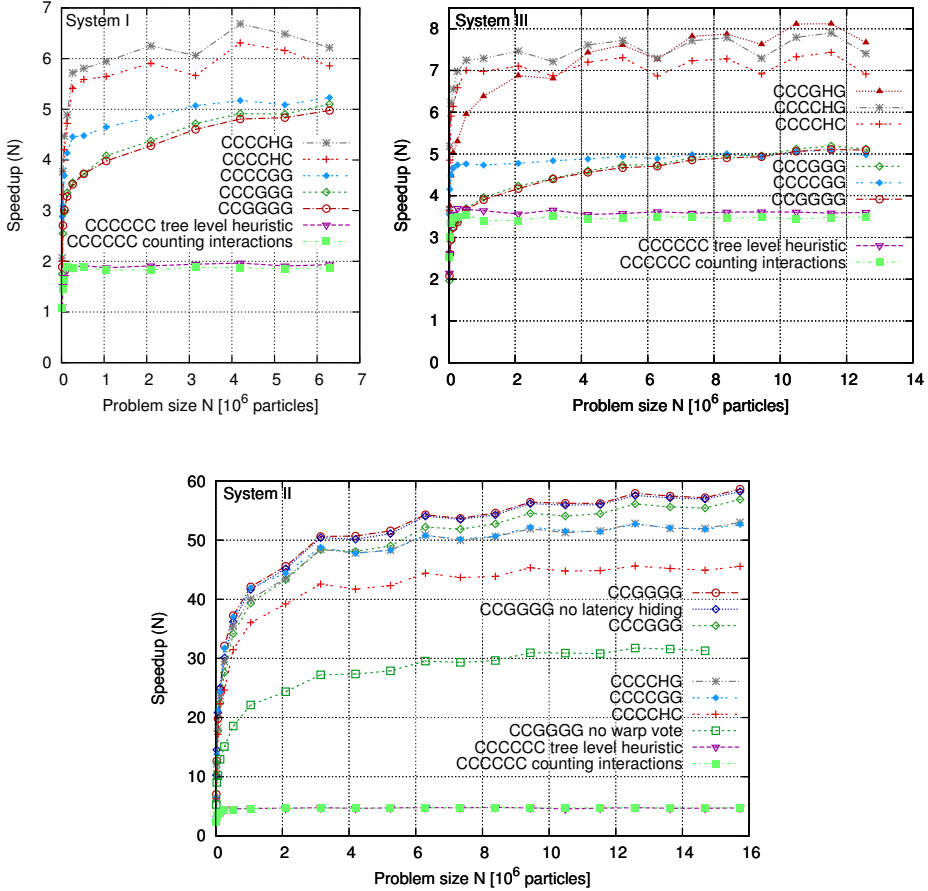 System I
7
6
5
4
3
2
1
0
Speedup (N)
CCCCHG
CCCCHC
CCCCGG
CCCGGG
CCGGGG
CCCCCC tree level heuristic
CCCCCC counting interactions
0 1 2 3 4 5 6 7
Problem size N [10^6 particles]
System III
8
7
6
5
4
3
2
1
0
Speedup (N)
CCCGHG
CCCCHG
CCCCHC
CCCGGG
CCCCGG
CCGGGG
CCCCCC tree level heuristic
CCCCCC counting interactions
0 2 4 6 8 10 12 14
Problem size N [10^6 particles]
System II
60
50
40
30
20
10
0
Speedup (N)
CCGGGG
CCGGGG no latency hiding
CCCGGG
CCCCHG
CCCCGG
CCCCHC
CCGGGG no warp vote
CCCCCC tree level heuristic
CCCCCC counting interactions
0 2 4 6 8 10 12 14 16
Problem size N [10^6 particles]